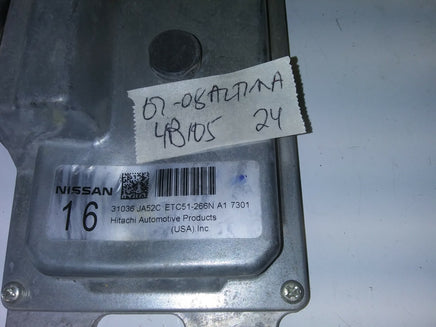 07-08 ALTIMA
4B105 24
NISSAN
16
31036 JA52C ETC51-266N A1 7301
Hitachi Automotive Products
(USA) Inc